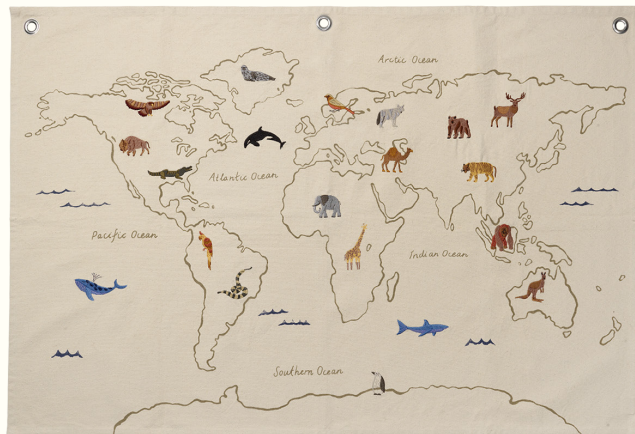 Arctic Ocean
Atlantic Ocean
Pacific Ocean
Indian Ocean
Southern Ocean